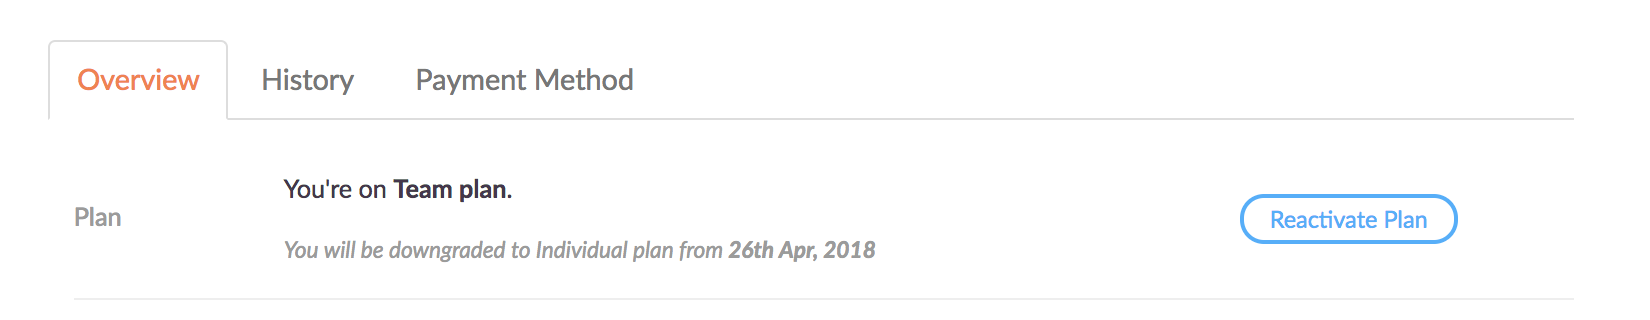 Overview History Payment Method
You're on Team plan.
Plan
Reactivate Plan
You will be downgraded to Individual plan from 26th Apr, 2018